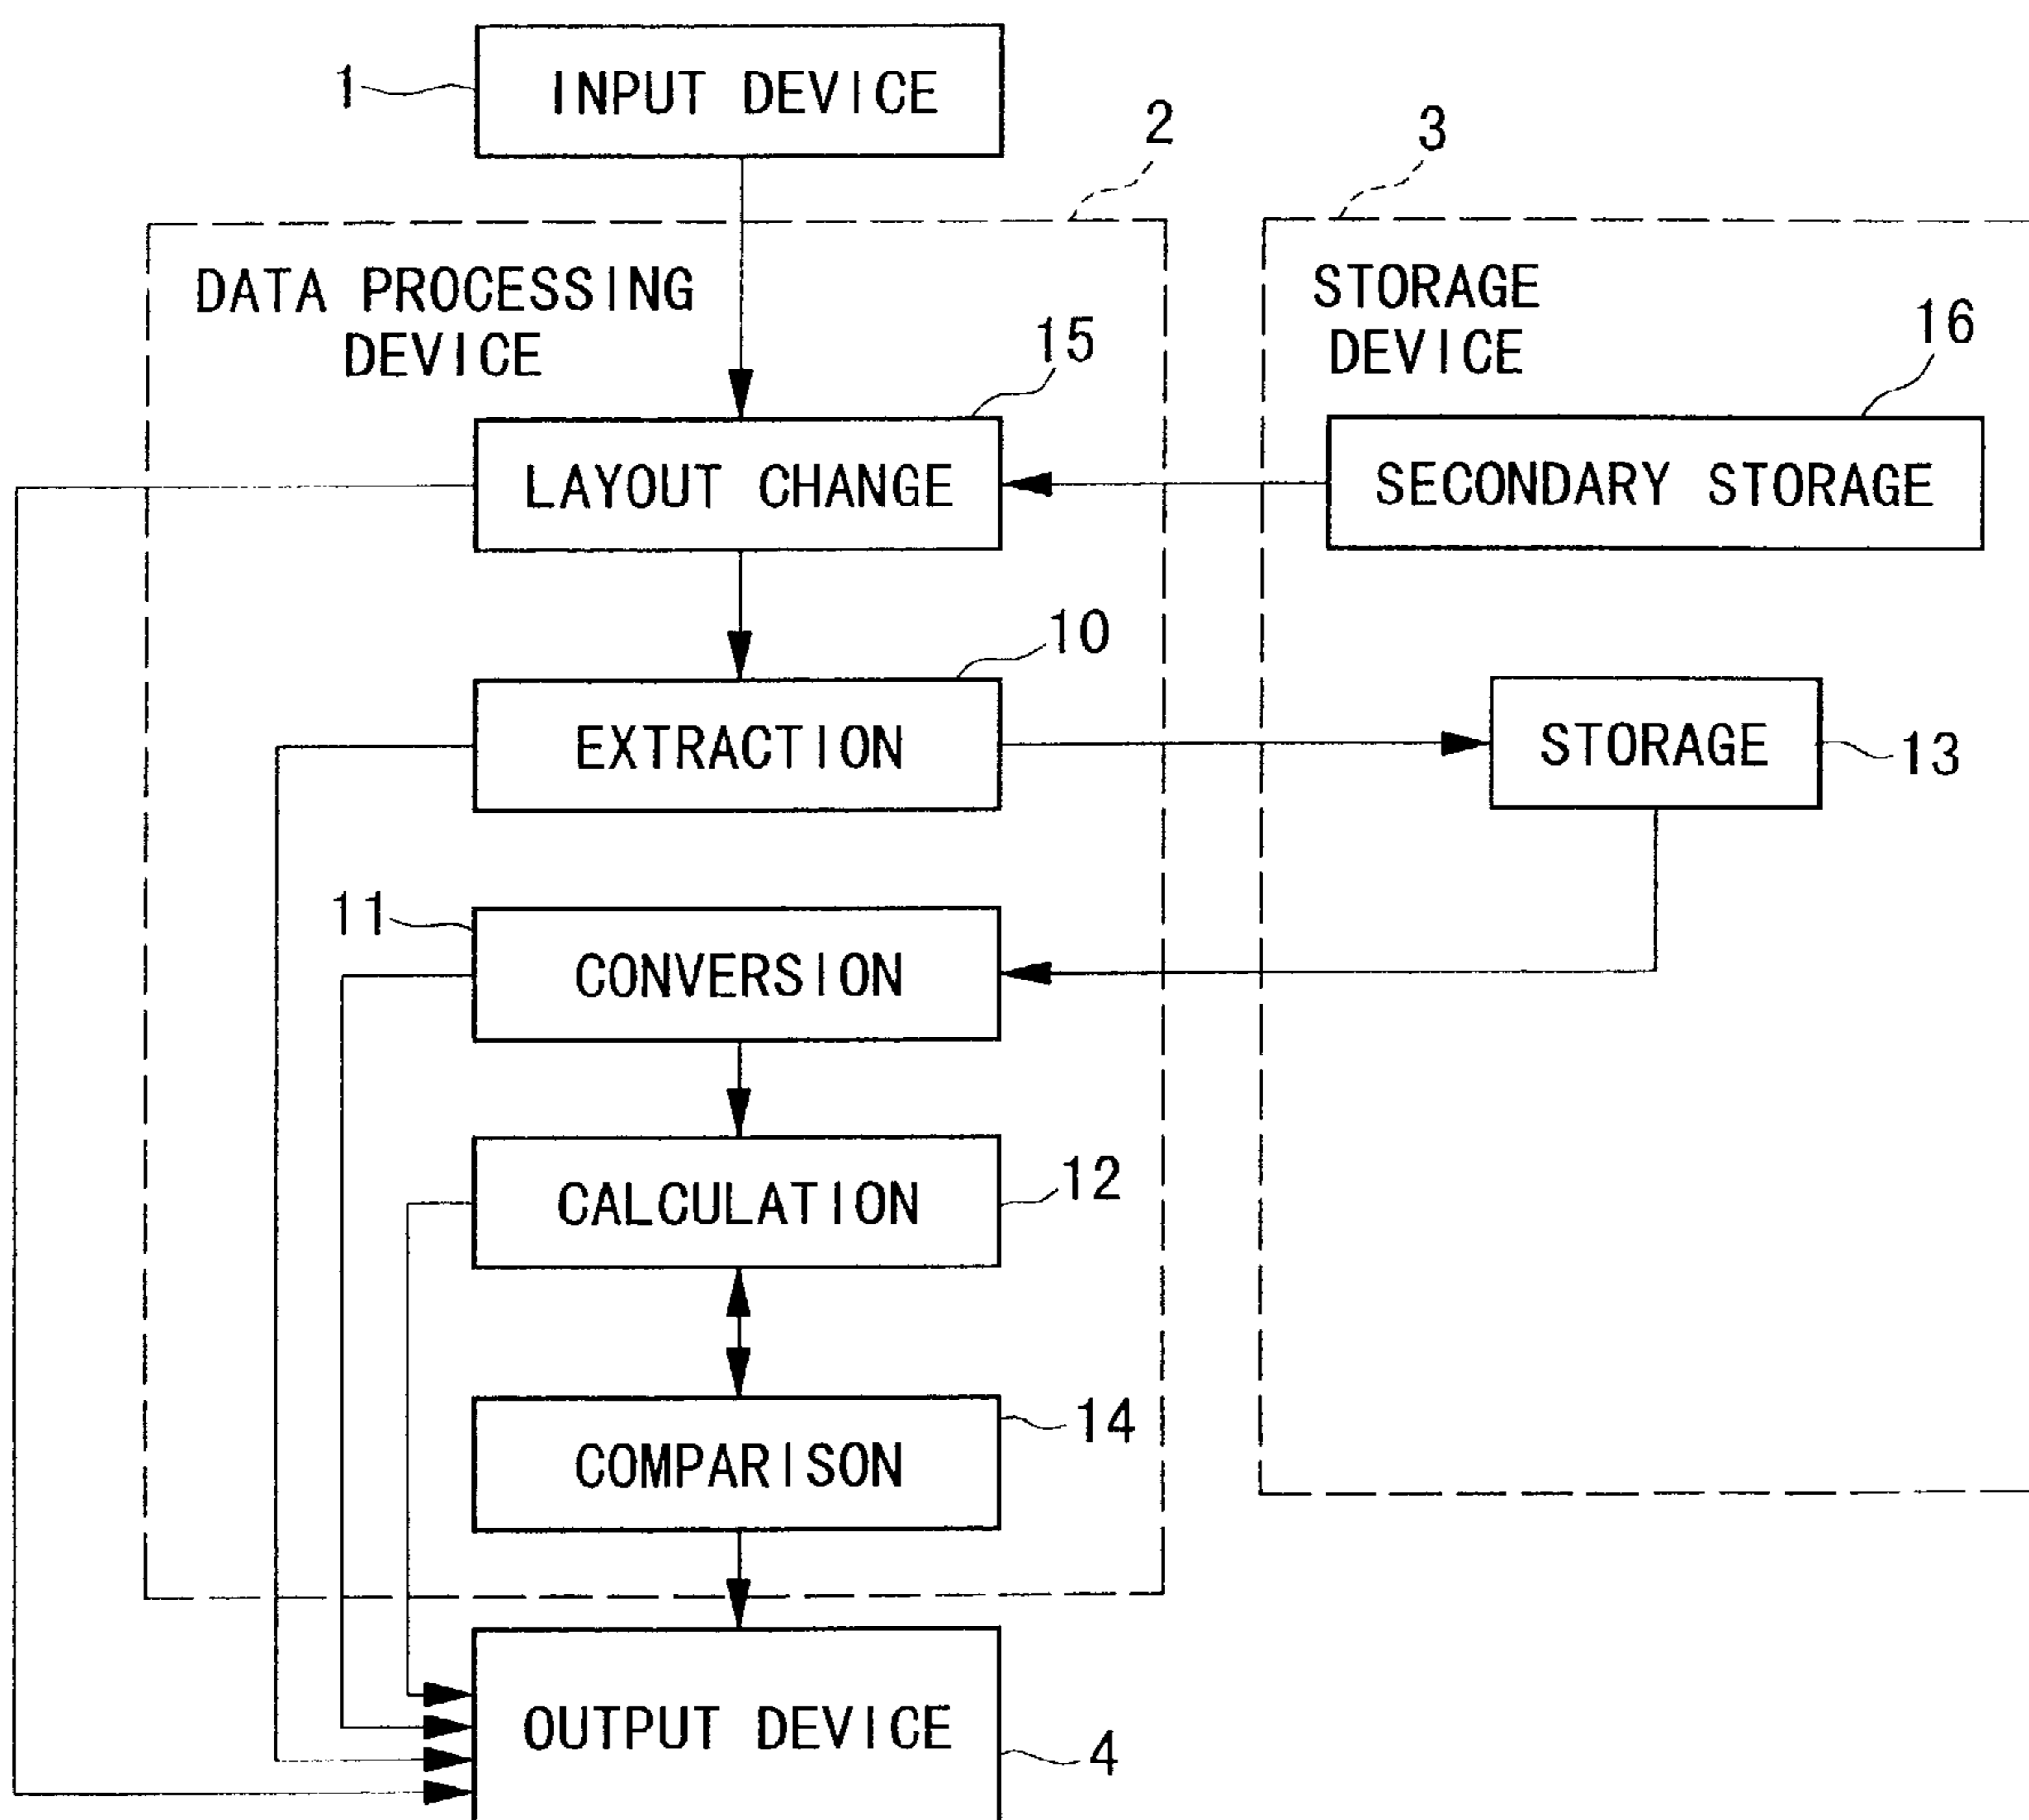 1
INPUT DEVICE
2
3
DATA PROCESSING
DEVICE
STORAGE
DEVICE
15
16
LAYOUT CHANGE
SECONDARY STORAGE
10
EXTRACTION
STORAGE
13
11
CONVERSION
CALCULATION
12
COMPARISON
14
OUTPUT DEVICE
4